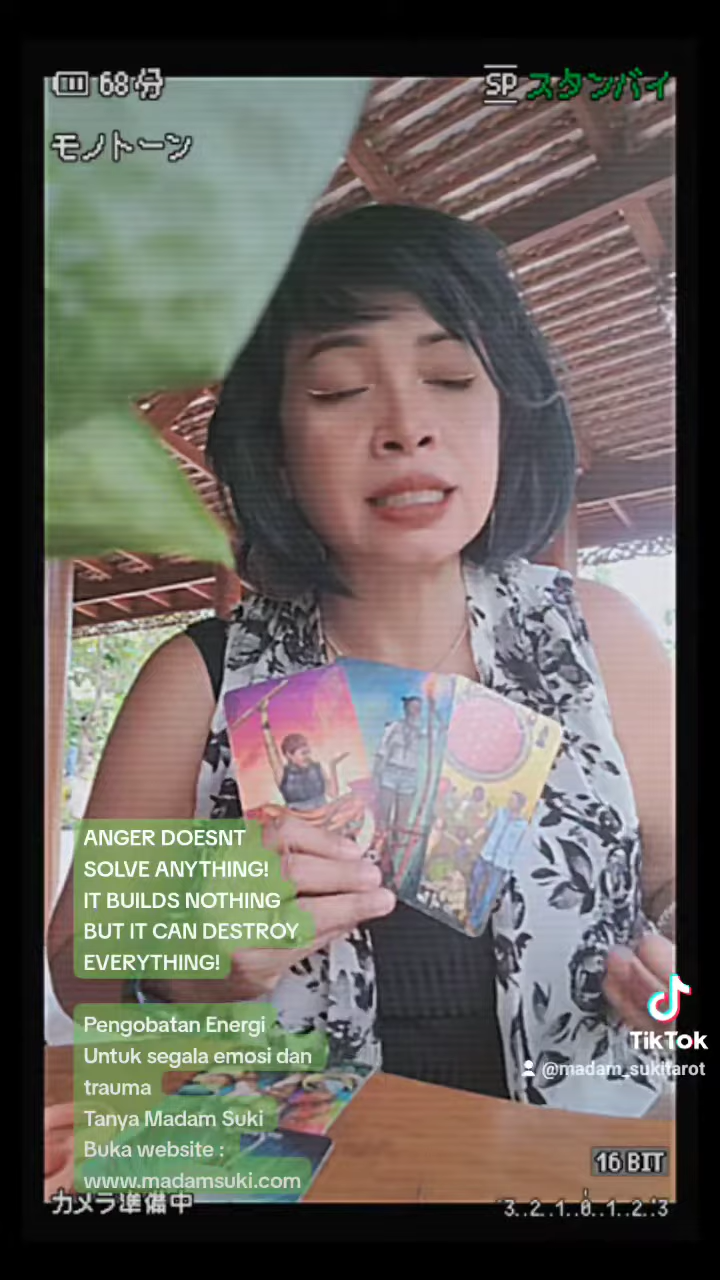 68分
SP スタンバイ
モノトーン
ANGER DOESNT
SOLVE ANYTHING!
IT BUILDS NOTHING
BUT IT CAN DESTROY
EVERYTHING!
Pengobatan Energi
Untuk segala emosi dan
trauma
Tanya Madam Suki
Buka website :
www.madamsuki.com
TikTok
@madam_sukitarot
16 BIT
カメラ準備中
3..2..1..0..1..2..3